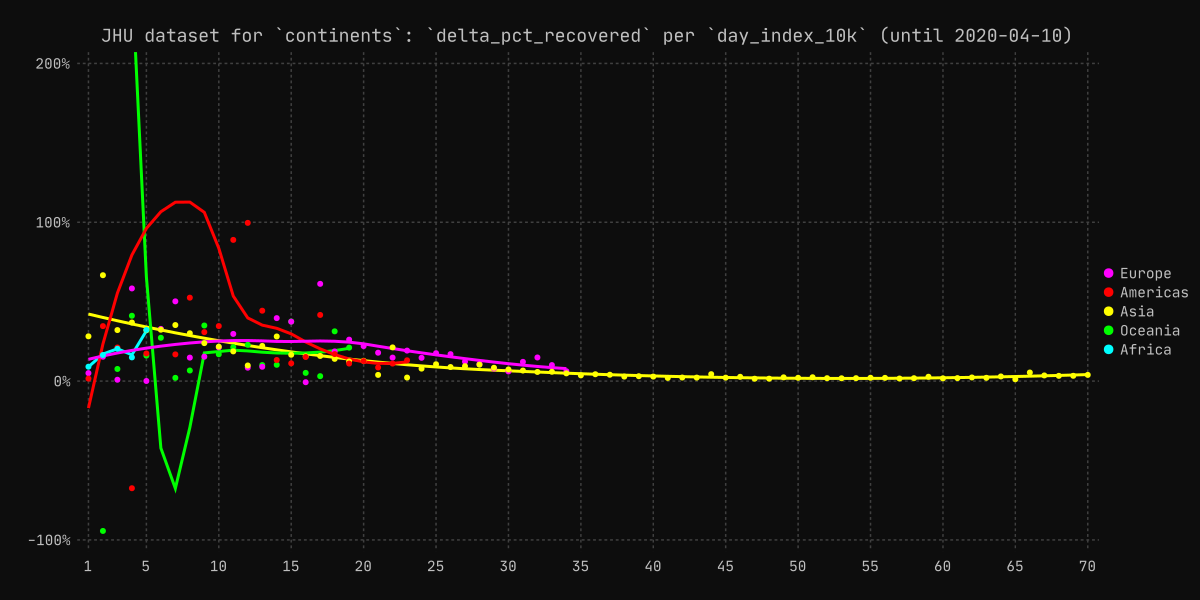 JHU dataset for `continents`: `delta_pct_recovered` per `day_index_10k` (until 2020-04-10)
200%
100%
0%
-100%
1 5 10 15 20 25 30 35 40 45 50 55 60 65 70
Europe
Americas
Asia
Oceania
Africa